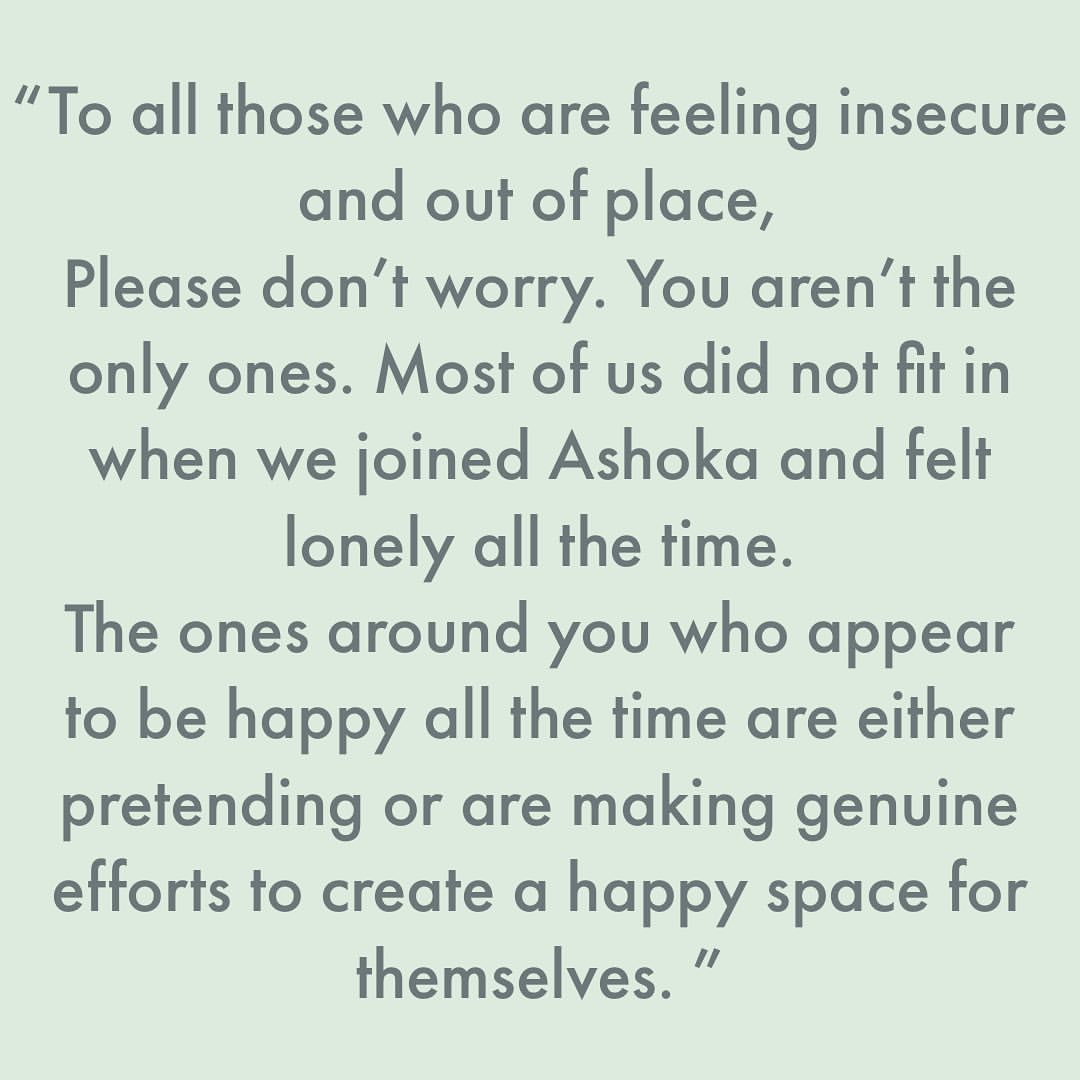 “To all those who are feeling insecure
and out of place,
Please don’t worry. You aren’t the
only ones. Most of us did not fit in
when we joined Ashoka and felt
lonely all the time.
The ones around you who appear
to be happy all the time are either
pretending or are making genuine
efforts to create a happy space for
themselves. ”